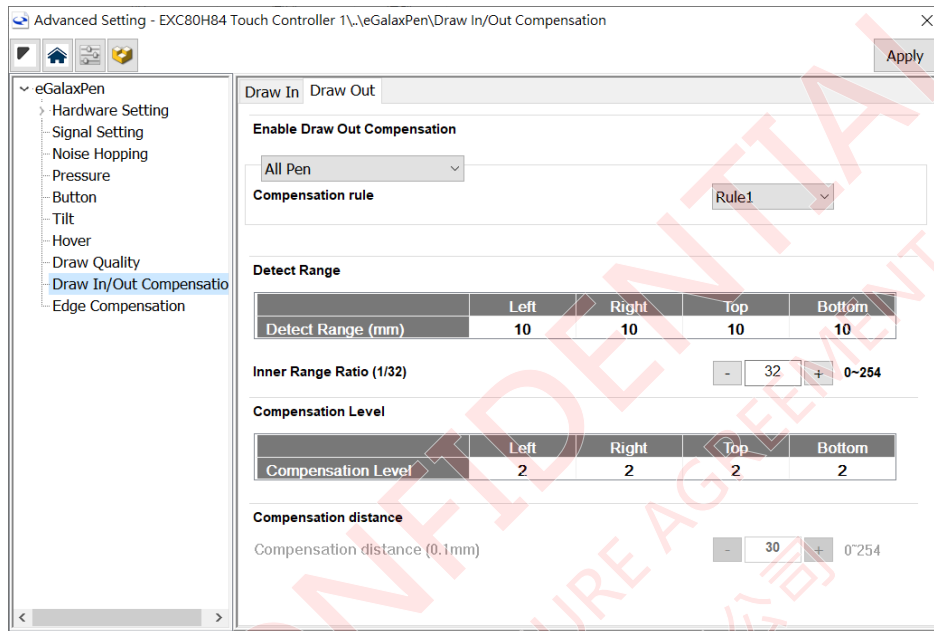 Advanced Setting - EXC80H84 Touch Controller 1\..\eGalaxPen\Draw In/Out Compensation
Apply
eGalaxPen
Hardware Setting
Signal Setting
Noise Hopping
Pressure
Button
Tilt
Hover
Draw Quality
Draw In/Out Compensatio
Edge Compensation
Draw In Draw Out
Enable Draw Out Compensation
All Pen
Compensation rule Rule1
Detect Range
Left Right Top Bottom
Detect Range (mm) 10 10 10 10
Inner Range Ratio (1/32) - 32 + 0~254
Compensation Level
Left Right Top Bottom
Compensation Level 2 2 2 2
Compensation distance
Compensation distance (0.1mm) - 30 + 0~254
CONFIDENTIAL
URE AGREEMENT
公司